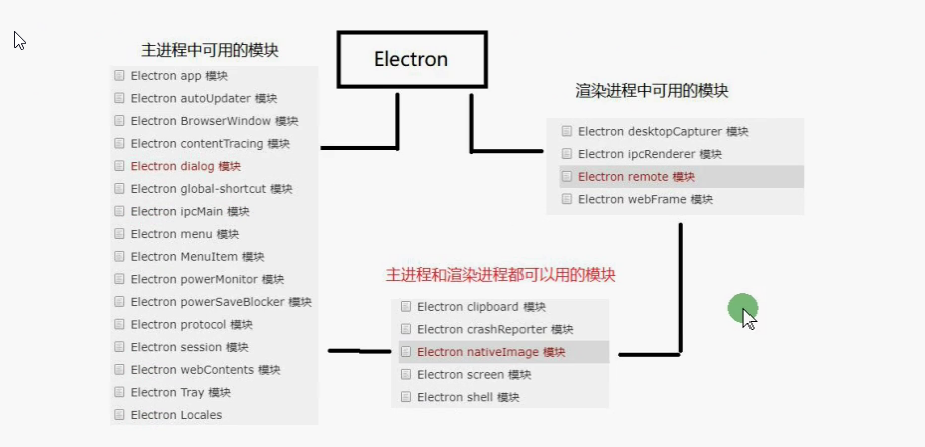 Electron
主进程中可用的模块
Electron app 模块
Electron autoUpdater 模块
Electron BrowserWindow 模块
Electron contentTracing 模块
Electron dialog 模块
Electron global-shortcut 模块
Electron ipcMain 模块
Electron menu 模块
Electron MenuItem 模块
Electron powerMonitor 模块
Electron powerSaveBlocker 模块
Electron protocol 模块
Electron session 模块
Electron webContents 模块
Electron Tray 模块
Electron Locales
渲染进程中可用的模块
Electron desktopCapturer 模块
Electron ipcRenderer 模块
Electron remote 模块
Electron webFrame 模块
主进程和渲染进程都可以用的模块
Electron clipboard 模块
Electron crashReporter 模块
Electron nativeImage 模块
Electron screen 模块
Electron shell 模块